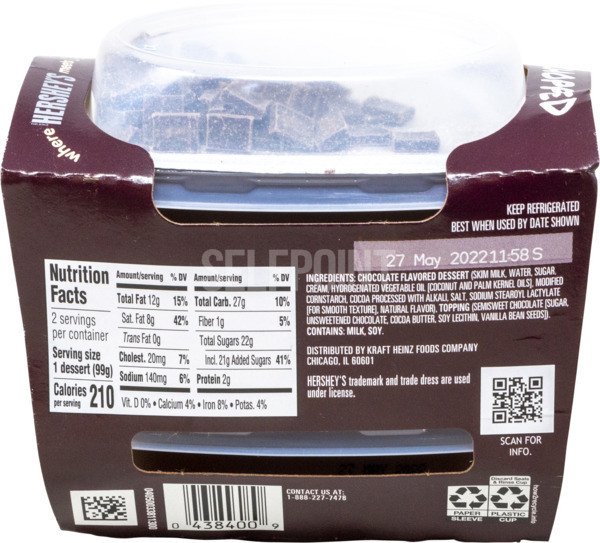 where HERSHEY'S meets
HOPPED
KEEP REFRIGERATED
BEST WHEN USED BY DATE SHOWN
27 May 2022 11:58 S
SELFPOINT
Nutrition
Facts
2 servings
per container
Serving size
1 dessert (99g)
Calories
per serving 210
Amount/serving % DV
Total Fat 12g 15%
Sat. Fat 8g 42%
Trans Fat 0g
Cholest. 20mg 7%
Sodium 140mg 6%
Amount/serving % DV
Total Carb. 27g 10%
Fiber 1g 5%
Total Sugars 22g
Incl. 21g Added Sugars 41%
Protein 2g
Vit. D 0% • Calcium 4% • Iron 8% • Potas. 4%
INGREDIENTS: CHOCOLATE FLAVORED DESSERT (SKIM MILK, WATER, SUGAR,
CREAM, HYDROGENATED VEGETABLE OIL [COCONUT AND PALM KERNEL OILS], MODIFIED
CORNSTARCH, COCOA PROCESSED WITH ALKALI, SALT, SODIUM STEAROYL LACTYLATE
[FOR SMOOTH TEXTURE], NATURAL FLAVOR), TOPPING (SEMISWEET CHOCOLATE [SUGAR,
UNSWEETENED CHOCOLATE, COCOA BUTTER, SOY LECITHIN, VANILLA BEAN SEEDS]).
CONTAINS: MILK, SOY.
DISTRIBUTED BY KRAFT HEINZ FOODS COMPANY
CHICAGO, IL 60601
HERSHEY'S trademark and trade dress are used
under license.
SCAN FOR
INFO.
CONTACT US AT:
1-888-227-7478
0 438400 9
Discard Seals
& Rinse Cup
PAPER
SLEEVE
PLASTIC
CUP
how2recycle.info